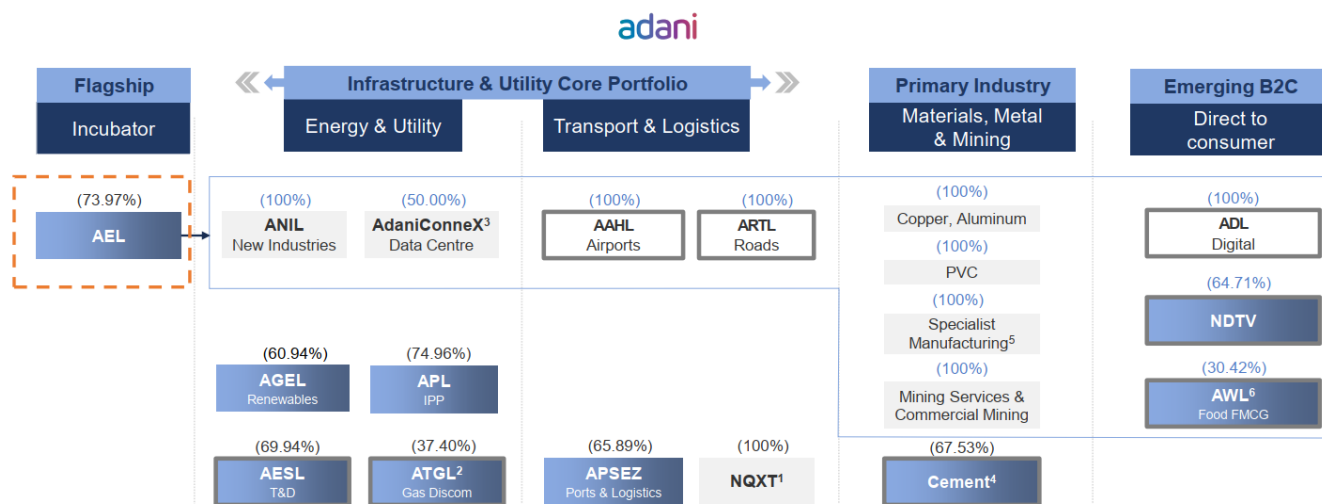 adani
Flagship
Incubator
Infrastructure & Utility Core Portfolio
Energy & Utility
Transport & Logistics
Primary Industry
Materials, Metal
& Mining
Emerging B2C
Direct to
consumer
(73.97%)
AEL
(100%)
ANIL
New Industries
(50.00%)
AdaniConneX³
Data Centre
(100%)
AAHL
Airports
(100%)
ARTL
Roads
(100%)
Copper, Aluminum
(100%)
PVC
(100%)
Specialist
Manufacturing⁵
(100%)
Mining Services &
Commercial Mining
(100%)
ADL
Digital
(64.71%)
NDTV
(30.42%)
AWL⁶
Food FMCG
(60.94%)
AGEL
Renewables
(74.96%)
APL
IPP
(69.94%)
AESL
T&D
(37.40%)
ATGL²
Gas Discom
(65.89%)
APSEZ
Ports & Logistics
(100%)
NQXT¹
(67.53%)
Cement⁴